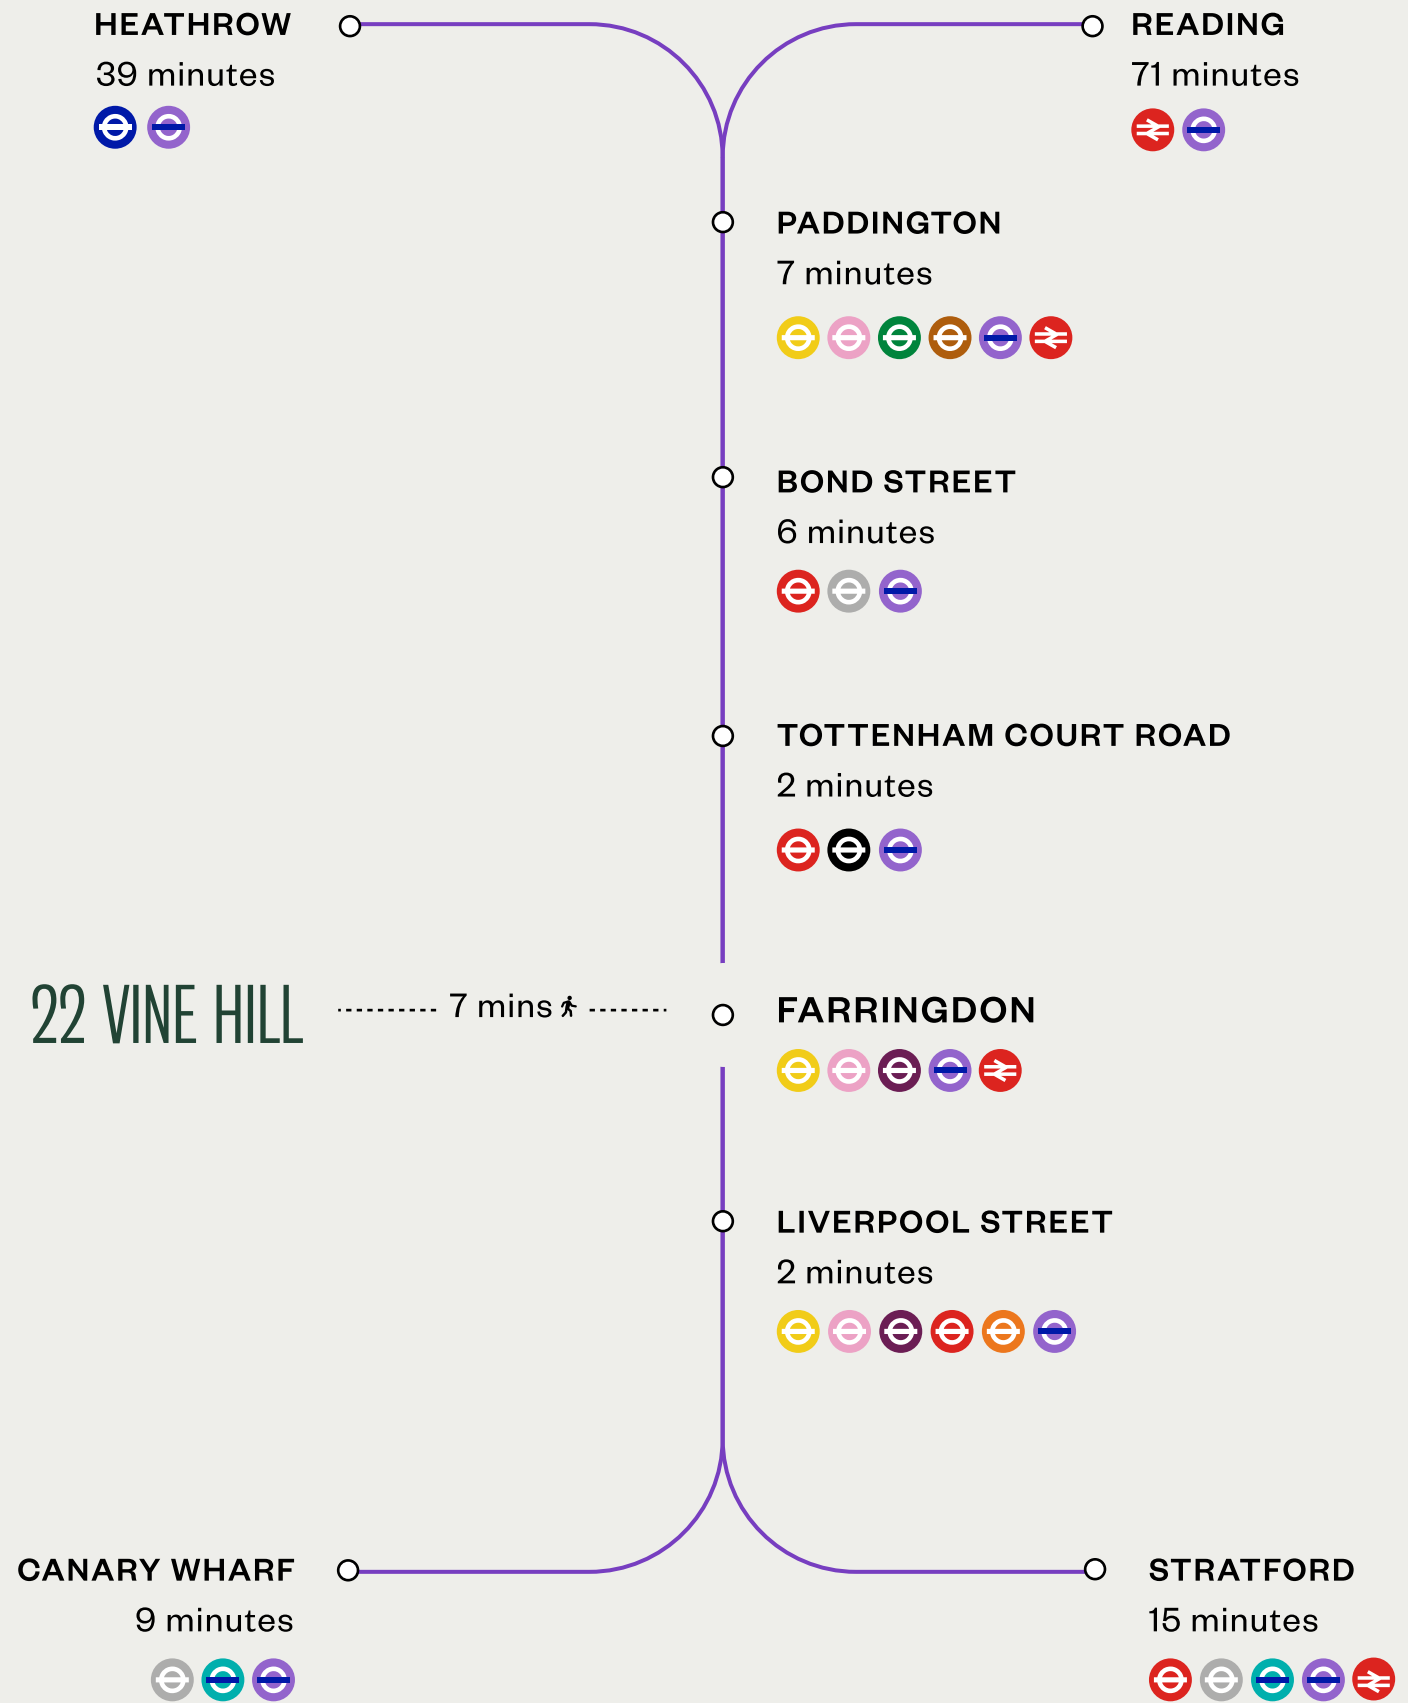 HEATHROW
39 minutes
READING
71 minutes
PADDINGTON
7 minutes
BOND STREET
6 minutes
TOTTENHAM COURT ROAD
2 minutes
22 VINE HILL
7 mins
FARRINGDON
LIVERPOOL STREET
2 minutes
CANARY WHARF
9 minutes
STRATFORD
15 minutes